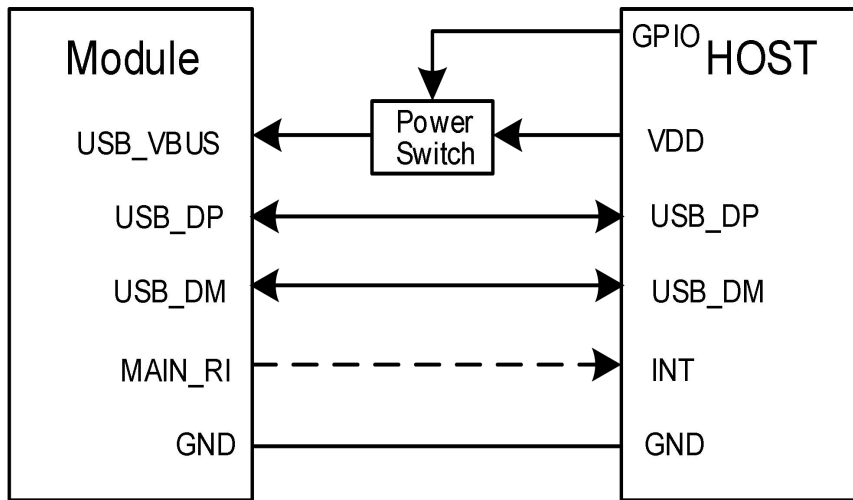 Module
GPIO
HOST
USB_VBUS
Power
Switch
VDD
USB_DP
USB_DP
USB_DM
USB_DM
MAIN_RI
INT
GND
GND